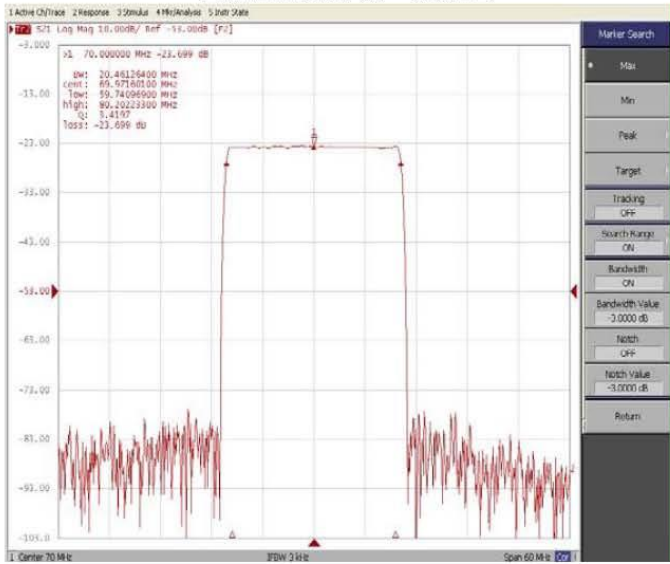 1 Active Ch/Trace 2 Response 3 Stimulus 4 Mkr/Analysis 5 Instr State
Tr2 S21 Log Mag 10.00dB/ Ref -53.00dB [F2]
>1 70.000000 MHz -23.699 dB
BW: 20.46126400 MHz
cent: 69.97160100 MHz
low: 59.74096900 MHz
high: 80.20223300 MHz
Q: 3.4197
loss: -23.699 dB
-3.000
-13.00
-23.00
-33.00
-43.00
-53.00
-63.00
-73.00
-83.00
-93.00
-103.0
1
1 Center 70 MHz
IFBW 3 kHz
Span 60 MHz Cor !
Marker Search
Max
Min
Peak
Target
Tracking
OFF
Search Range
ON
Bandwidth
ON
Bandwidth Value
-3.0000 dB
Notch
OFF
Notch Value
-3.0000 dB
Return